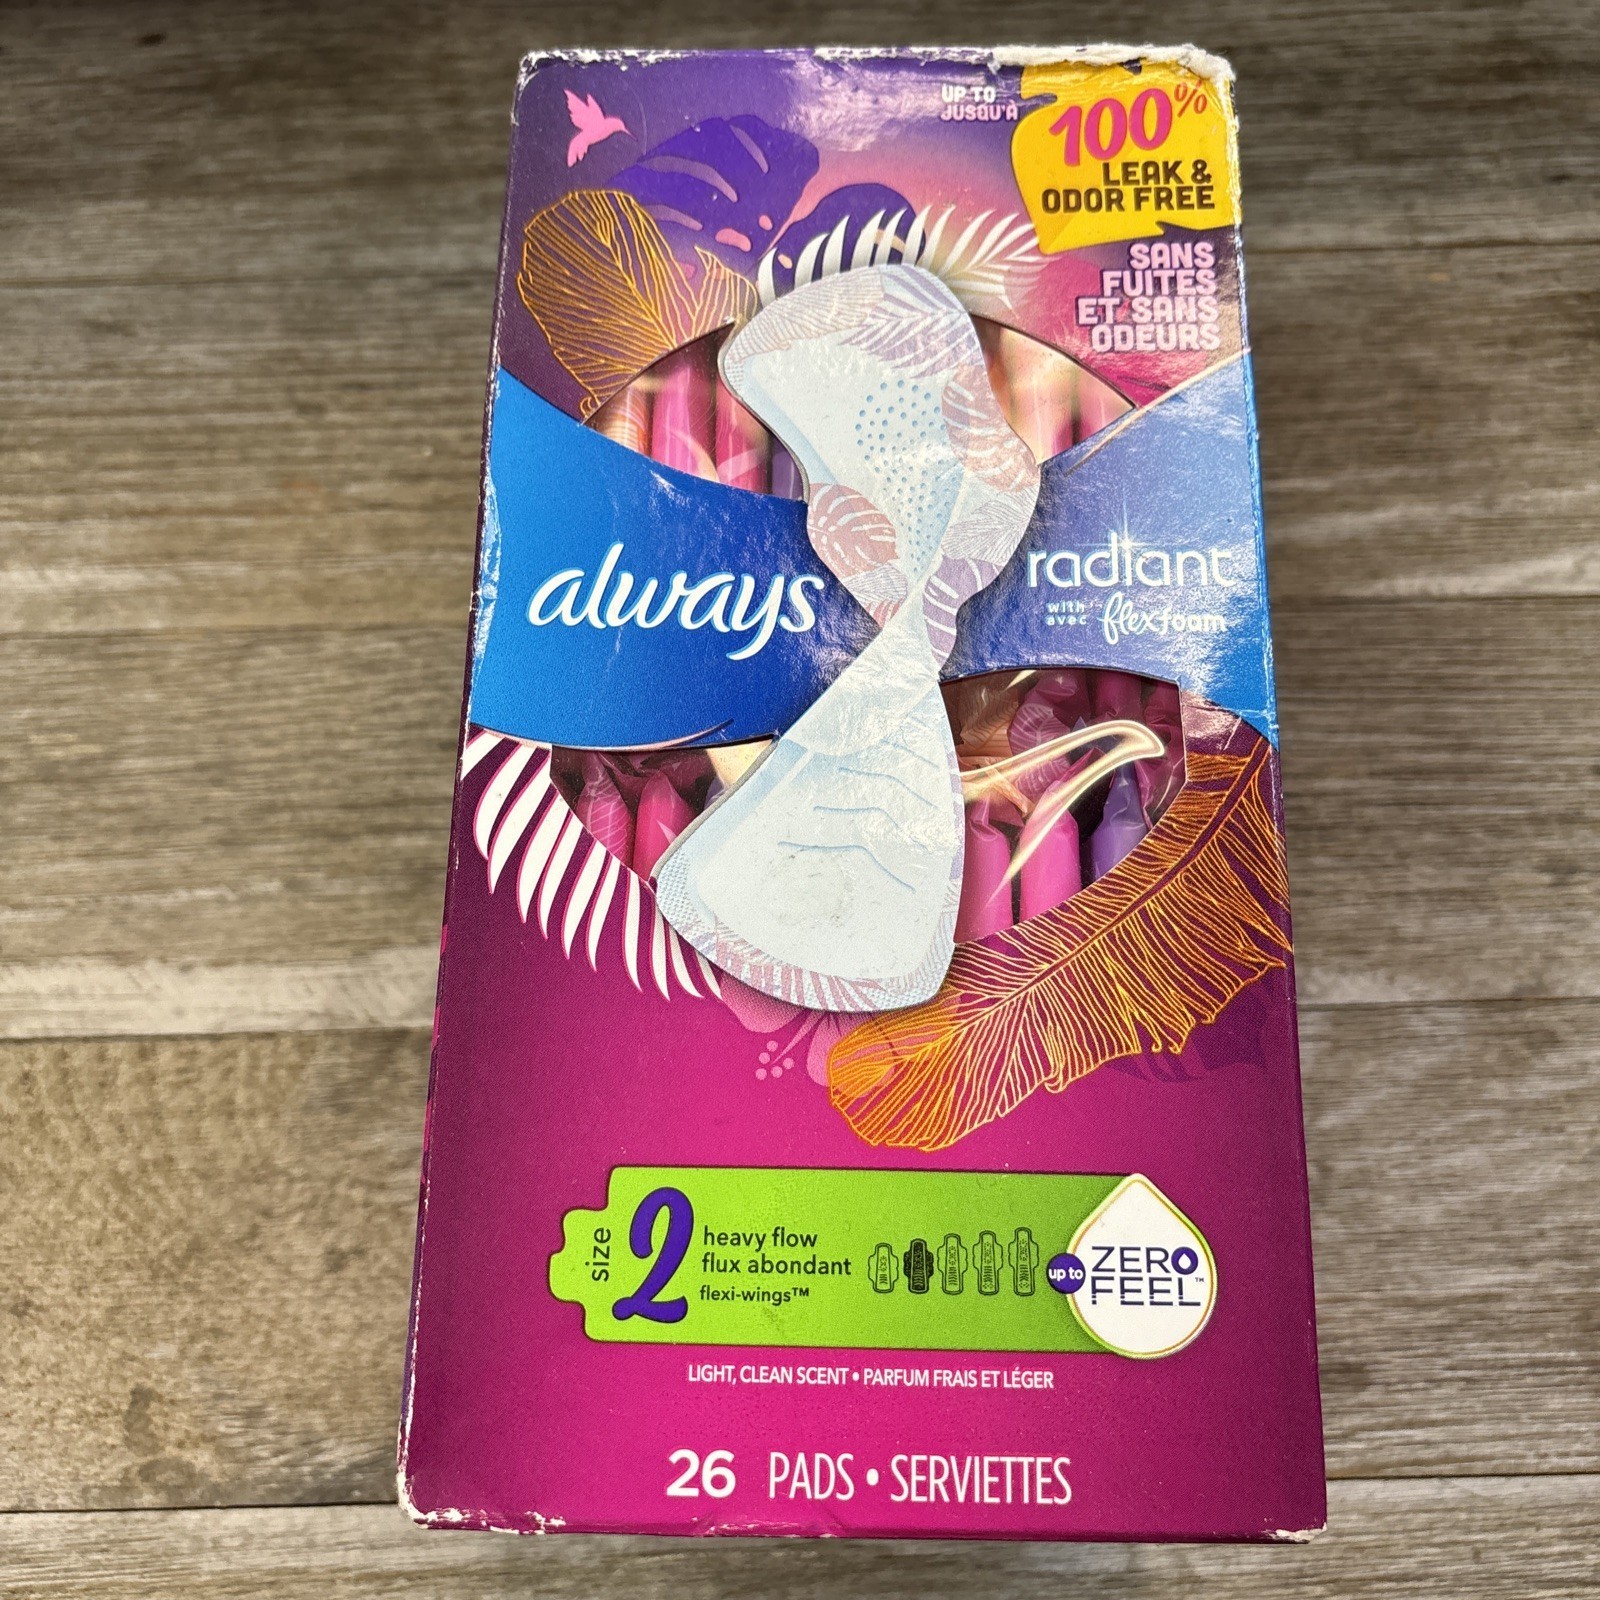 UP TO
JUSQU'À
100%
LEAK &
ODOR FREE
SANS
FUITES
ET SANS
ODEURS
always
radiant
with
avec
flexfoam
size
2
heavy flow
flux abondant
flexi-wings™
up to
ZERO
FEEL™
LIGHT, CLEAN SCENT • PARFUM FRAIS ET LÉGER
26 PADS • SERVIETTES